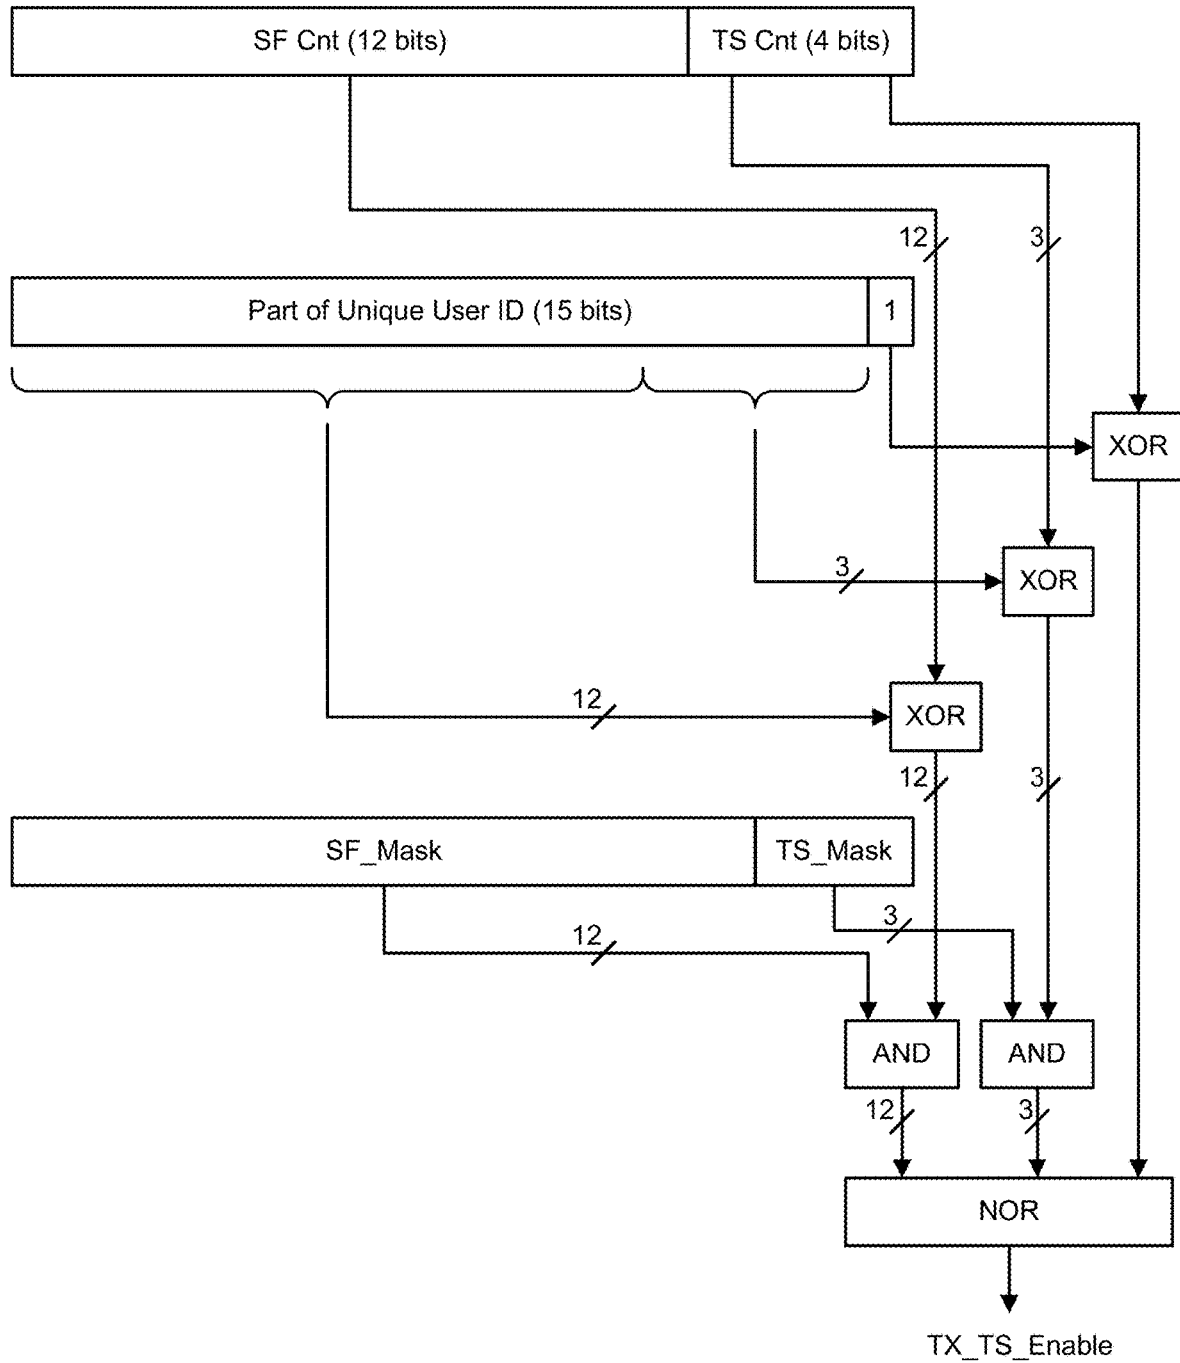 SF Cnt (12 bits) TS Cnt (4 bits)
12 3
Part of Unique User ID (15 bits) 1
XOR
3 XOR
12 XOR
12 3
SF_Mask TS_Mask
3
12
AND AND
12 3
NOR
TX_TS_Enable